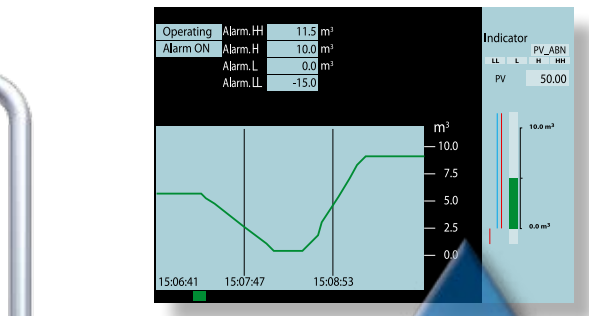 Operating Alarm.HH 11.5 m³
Alarm ON Alarm.H 10.0 m³
Alarm.L 0.0 m³
Alarm.LL -15.0
m³
10.0
7.5
5.0
2.5
0.0
15:06:41 15:07:47 15:08:53
Indicator
PV_ABN
LL L H HH
PV 50.00
10.0 m³
0.0 m³